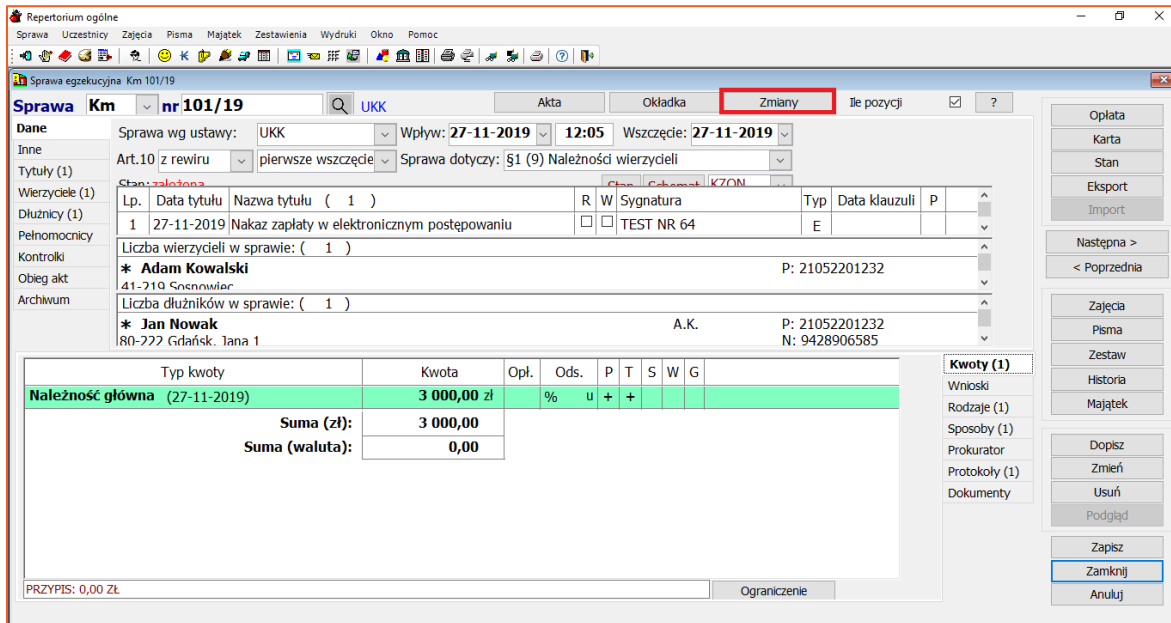 Repertorium ogólne
Sprawa Uczestnicy Zajęcia Pisma Majątek Zestawienia Wydruki Okno Pomoc
Sprawa egzekucyjna Km 101/19
Sprawa Km nr 101/19 UKK Akta Okładka Zmiany Ile pozycji ?
Dane
Inne
Tytuły (1)
Wierzyciele (1)
Dłużnicy (1)
Pełnomocnicy
Kontrolki
Obieg akt
Archiwum
Sprawa wg ustawy: UKK Wpływ: 27-11-2019 12:05 Wszczęcie: 27-11-2019
Art.10 z rewiru pierwsze wszczęcie Sprawa dotyczy: §1 (9) Należności wierzycieli
Stan: założona Stan Schemat KZON
Lp. Data tytułu Nazwa tytułu ( 1 ) R W Sygnatura Typ Data klauzuli P
1 27-11-2019 Nakaz zapłaty w elektronicznym postępowaniu TEST NR 64 E
Liczba wierzycieli w sprawie: ( 1 )
* Adam Kowalski P: 21052201232
41-219 Sosnowiec
Liczba dłużników w sprawie: ( 1 )
* Jan Nowak A.K. P: 21052201232
80-222 Gdańsk, Jana 1 N: 9428906585
Typ kwoty Kwota Opł. Ods. P T S W G
Należność główna (27-11-2019) 3 000,00 zł % u + +
Suma (zł): 3 000,00
Suma (waluta): 0,00
PRZYPIS: 0,00 ZŁ Ograniczenie
Kwoty (1)
Wnioski
Rodzaje (1)
Sposoby (1)
Prokurator
Protokoły (1)
Dokumenty
Opłata
Karta
Stan
Eksport
Import
Następna >
< Poprzednia
Zajęcia
Pisma
Zestaw
Historia
Majątek
Dopisz
Zmień
Usuń
Podgląd
Zapisz
Zamknij
Anuluj